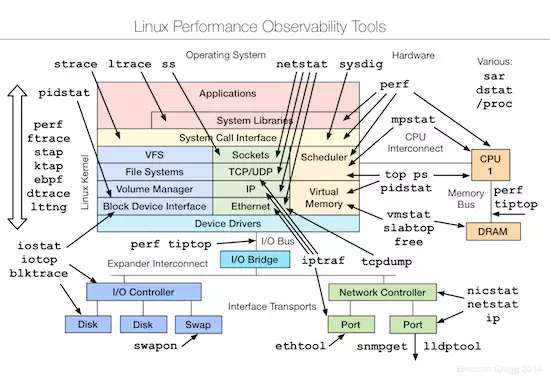 Linux Performance Observability Tools
Operating System
Hardware
Various:
sar
dstat
/proc
strace ltrace ss
netstat sysdig
perf
pidstat
mpstat
Applications
System Libraries
System Call Interface
Linux Kernel
VFS
Sockets
Scheduler
File Systems
TCP/UDP
Volume Manager
IP
Virtual
Memory
Block Device Interface
Ethernet
Device Drivers
perf
ftrace
stap
ktap
ebpf
dtrace
lttng
CPU
Interconnect
CPU
1
top ps
pidstat
Memory
Bus
perf
tiptop
vmstat
slabtop
free
DRAM
iostat
iotop
blktrace
perf tiptop
I/O Bus
Expander Interconnect
I/O Bridge
iptraf
tcpdump
I/O Controller
Interface Transports
Network Controller
nicstat
netstat
ip
Disk
Disk
Swap
Port
Port
swapon
ethtool
snmpget
lldptool
Brendan Gregg 2014